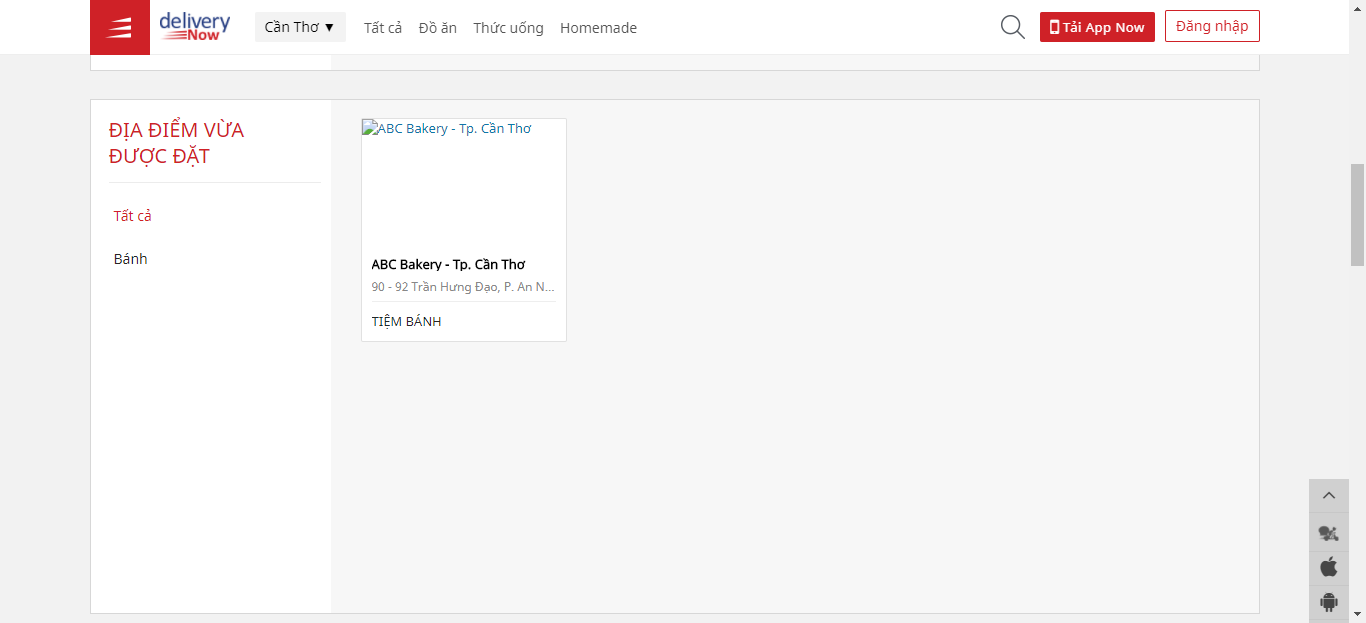 delivery
Now
Cần Thơ ▼
Tất cả
Đồ ăn
Thức uống
Homemade
Tải App Now
Đăng nhập
ĐỊA ĐIỂM VỪA
ĐƯỢC ĐẶT
Tất cả
Bánh
ABC Bakery - Tp. Cần Thơ
ABC Bakery - Tp. Cần Thơ
90 - 92 Trần Hưng Đạo, P. An N...
TIỆM BÁNH